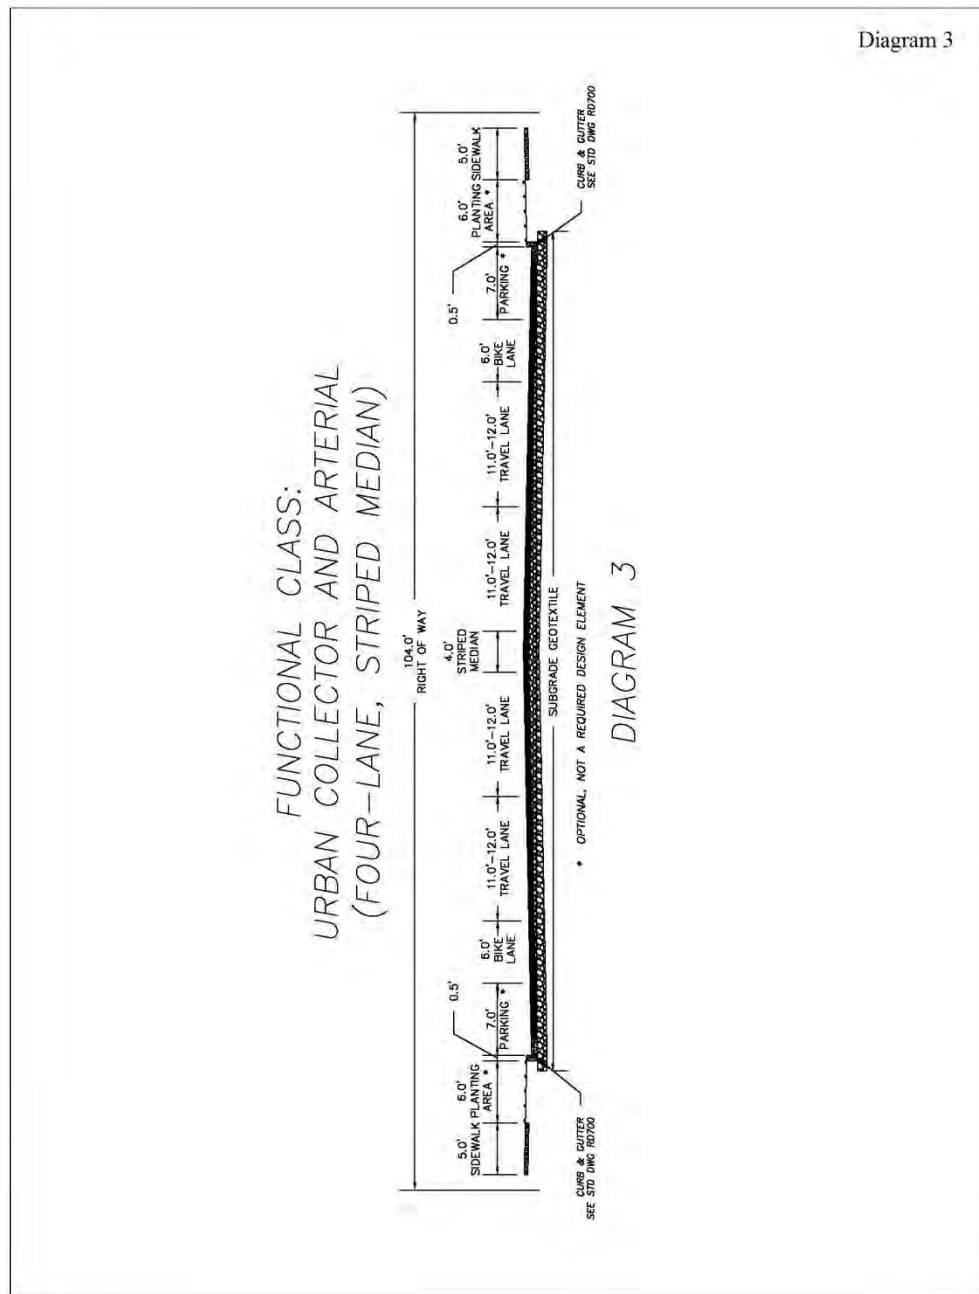 Diagram 3
FUNCTIONAL CLASS:
URBAN COLLECTOR AND ARTERIAL
(FOUR-LANE, STRIPED MEDIAN)
104.0'
RIGHT OF WAY
5.0'
SIDEWALK
6.0'
PLANTING
AREA *
0.5'
7.0'
PARKING *
6.0'
BIKE
LANE
11.0'-12.0'
TRAVEL LANE
11.0'-12.0'
TRAVEL LANE
4.0'
STRIPED
MEDIAN
11.0'-12.0'
TRAVEL LANE
11.0'-12.0'
TRAVEL LANE
6.0'
BIKE
LANE
7.0'
PARKING *
0.5'
6.0'
PLANTING
AREA *
5.0'
SIDEWALK
CURB & GUTTER
SEE STD DWG RD700
SUBGRADE GEOTEXTILE
CURB & GUTTER
SEE STD DWG RD700
* OPTIONAL, NOT A REQUIRED DESIGN ELEMENT
DIAGRAM 3